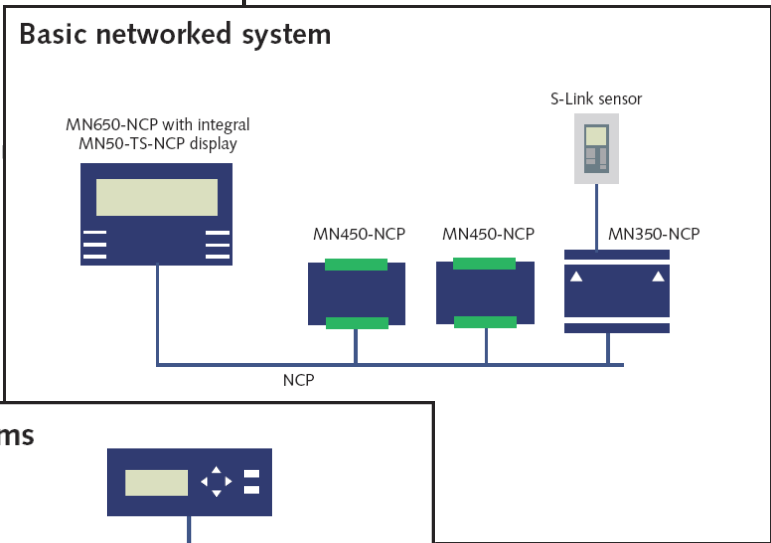 Basic networked system
S-Link sensor
MN650-NCP with integral
MN50-TS-NCP display
MN450-NCP
MN450-NCP
MN350-NCP
NCP
ms